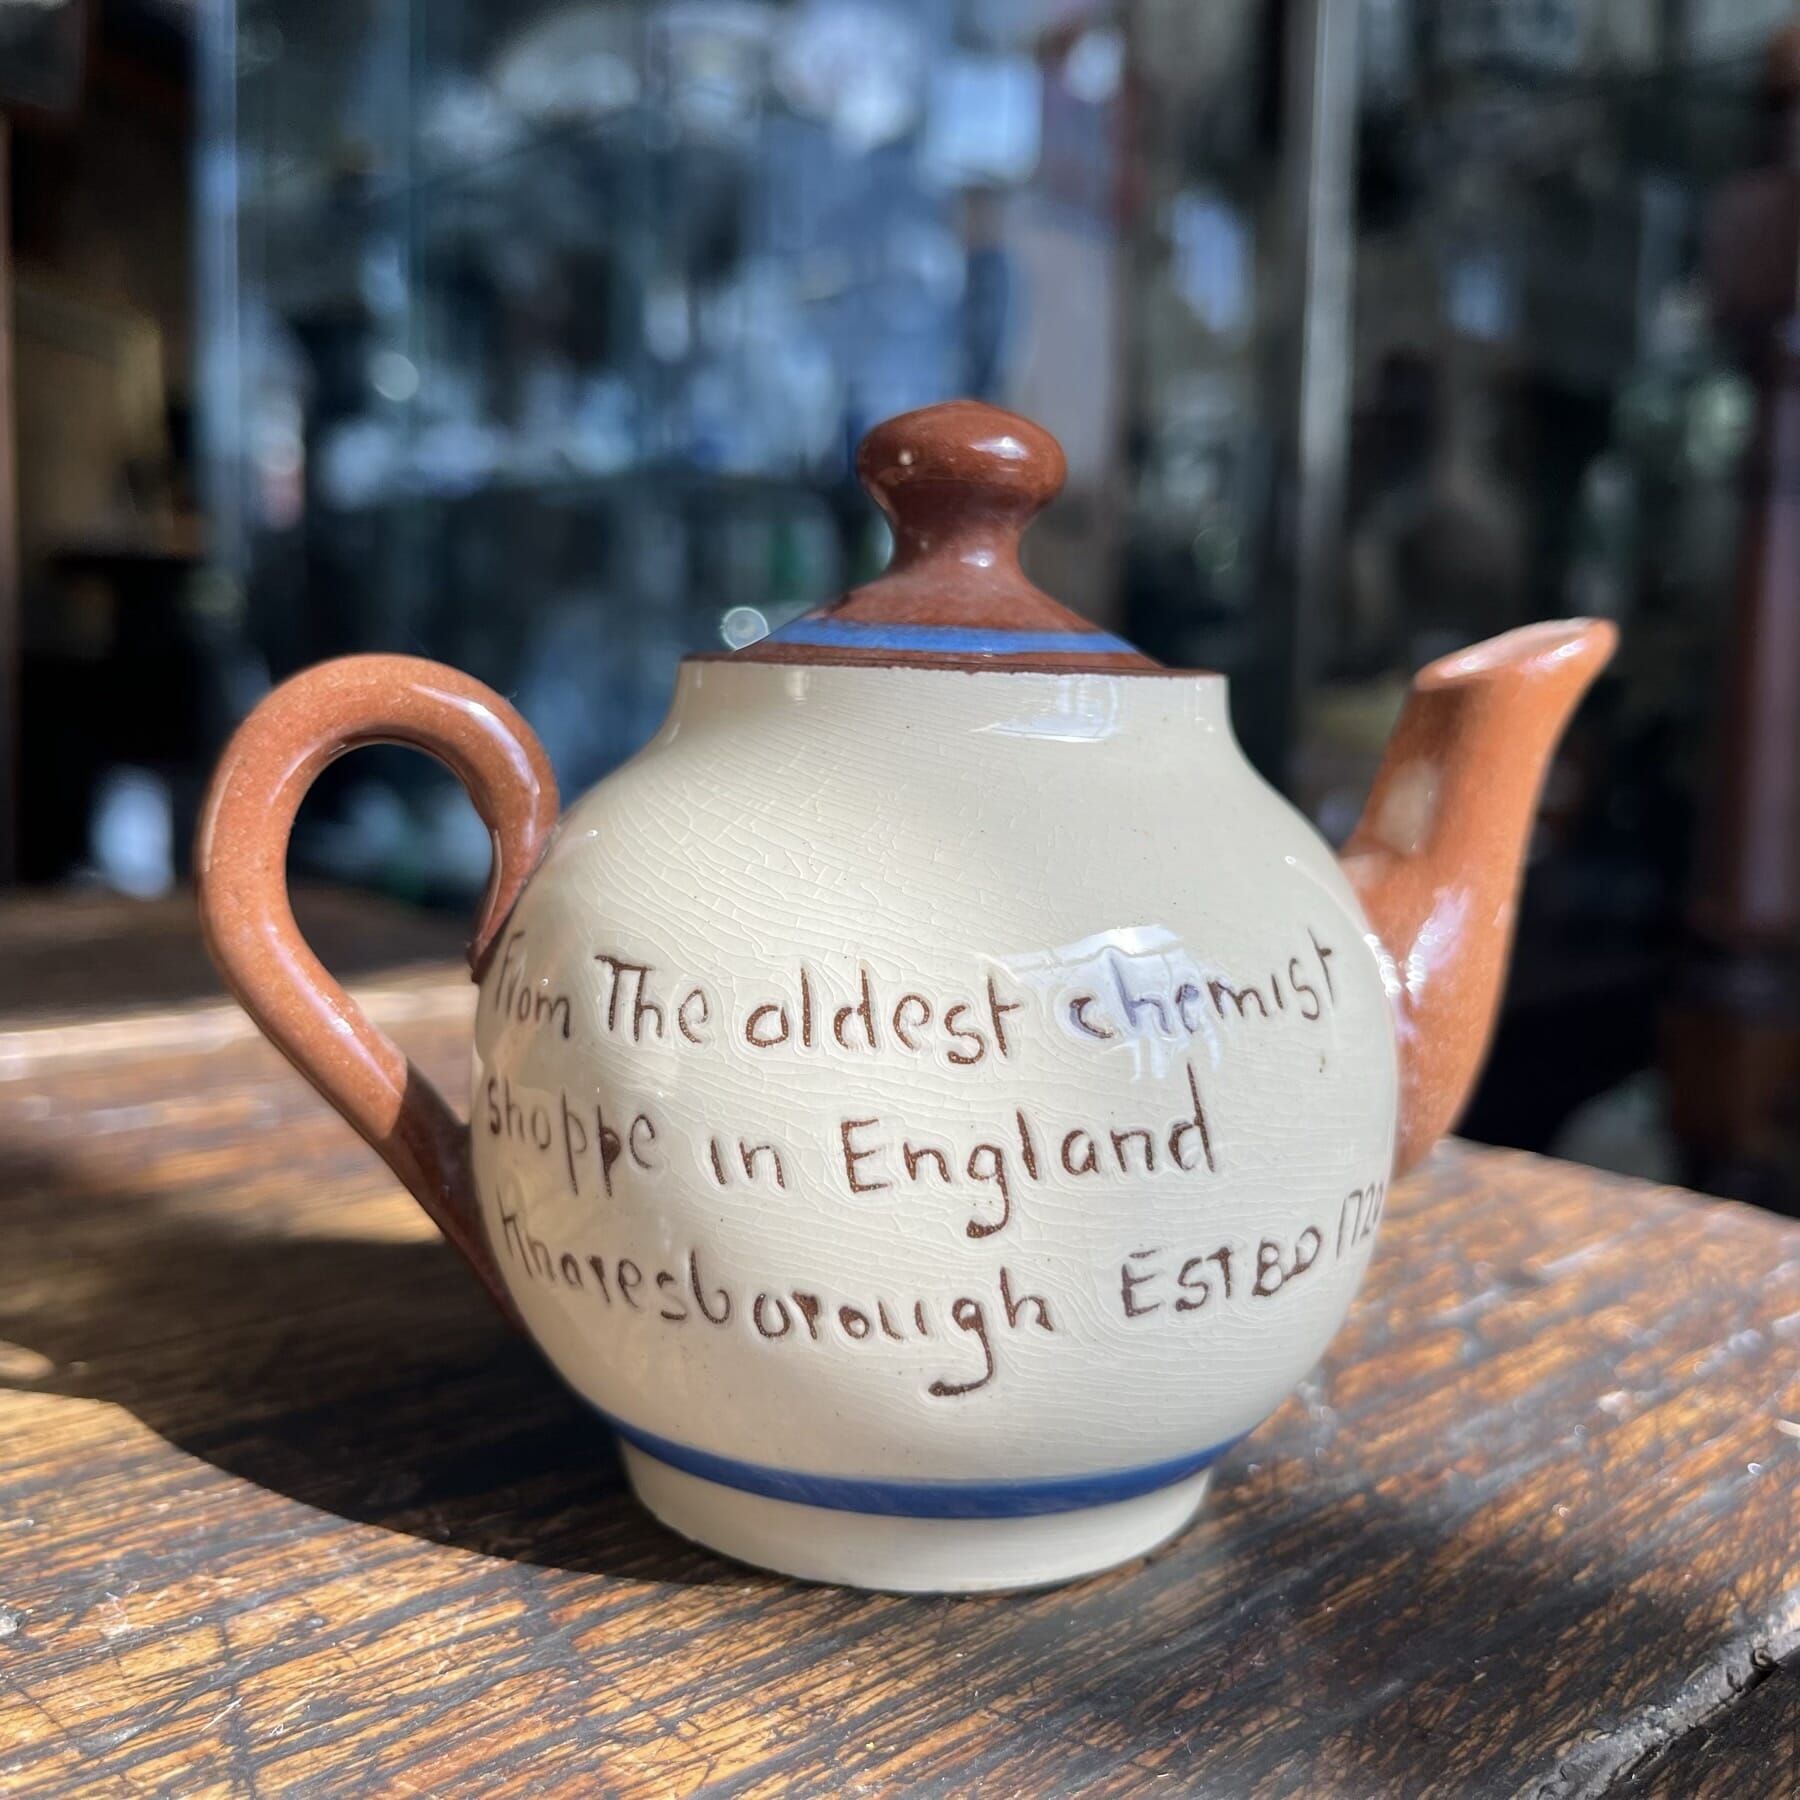 From The oldest chemist
shoppe in England
Knaresborough ESTBD 1720